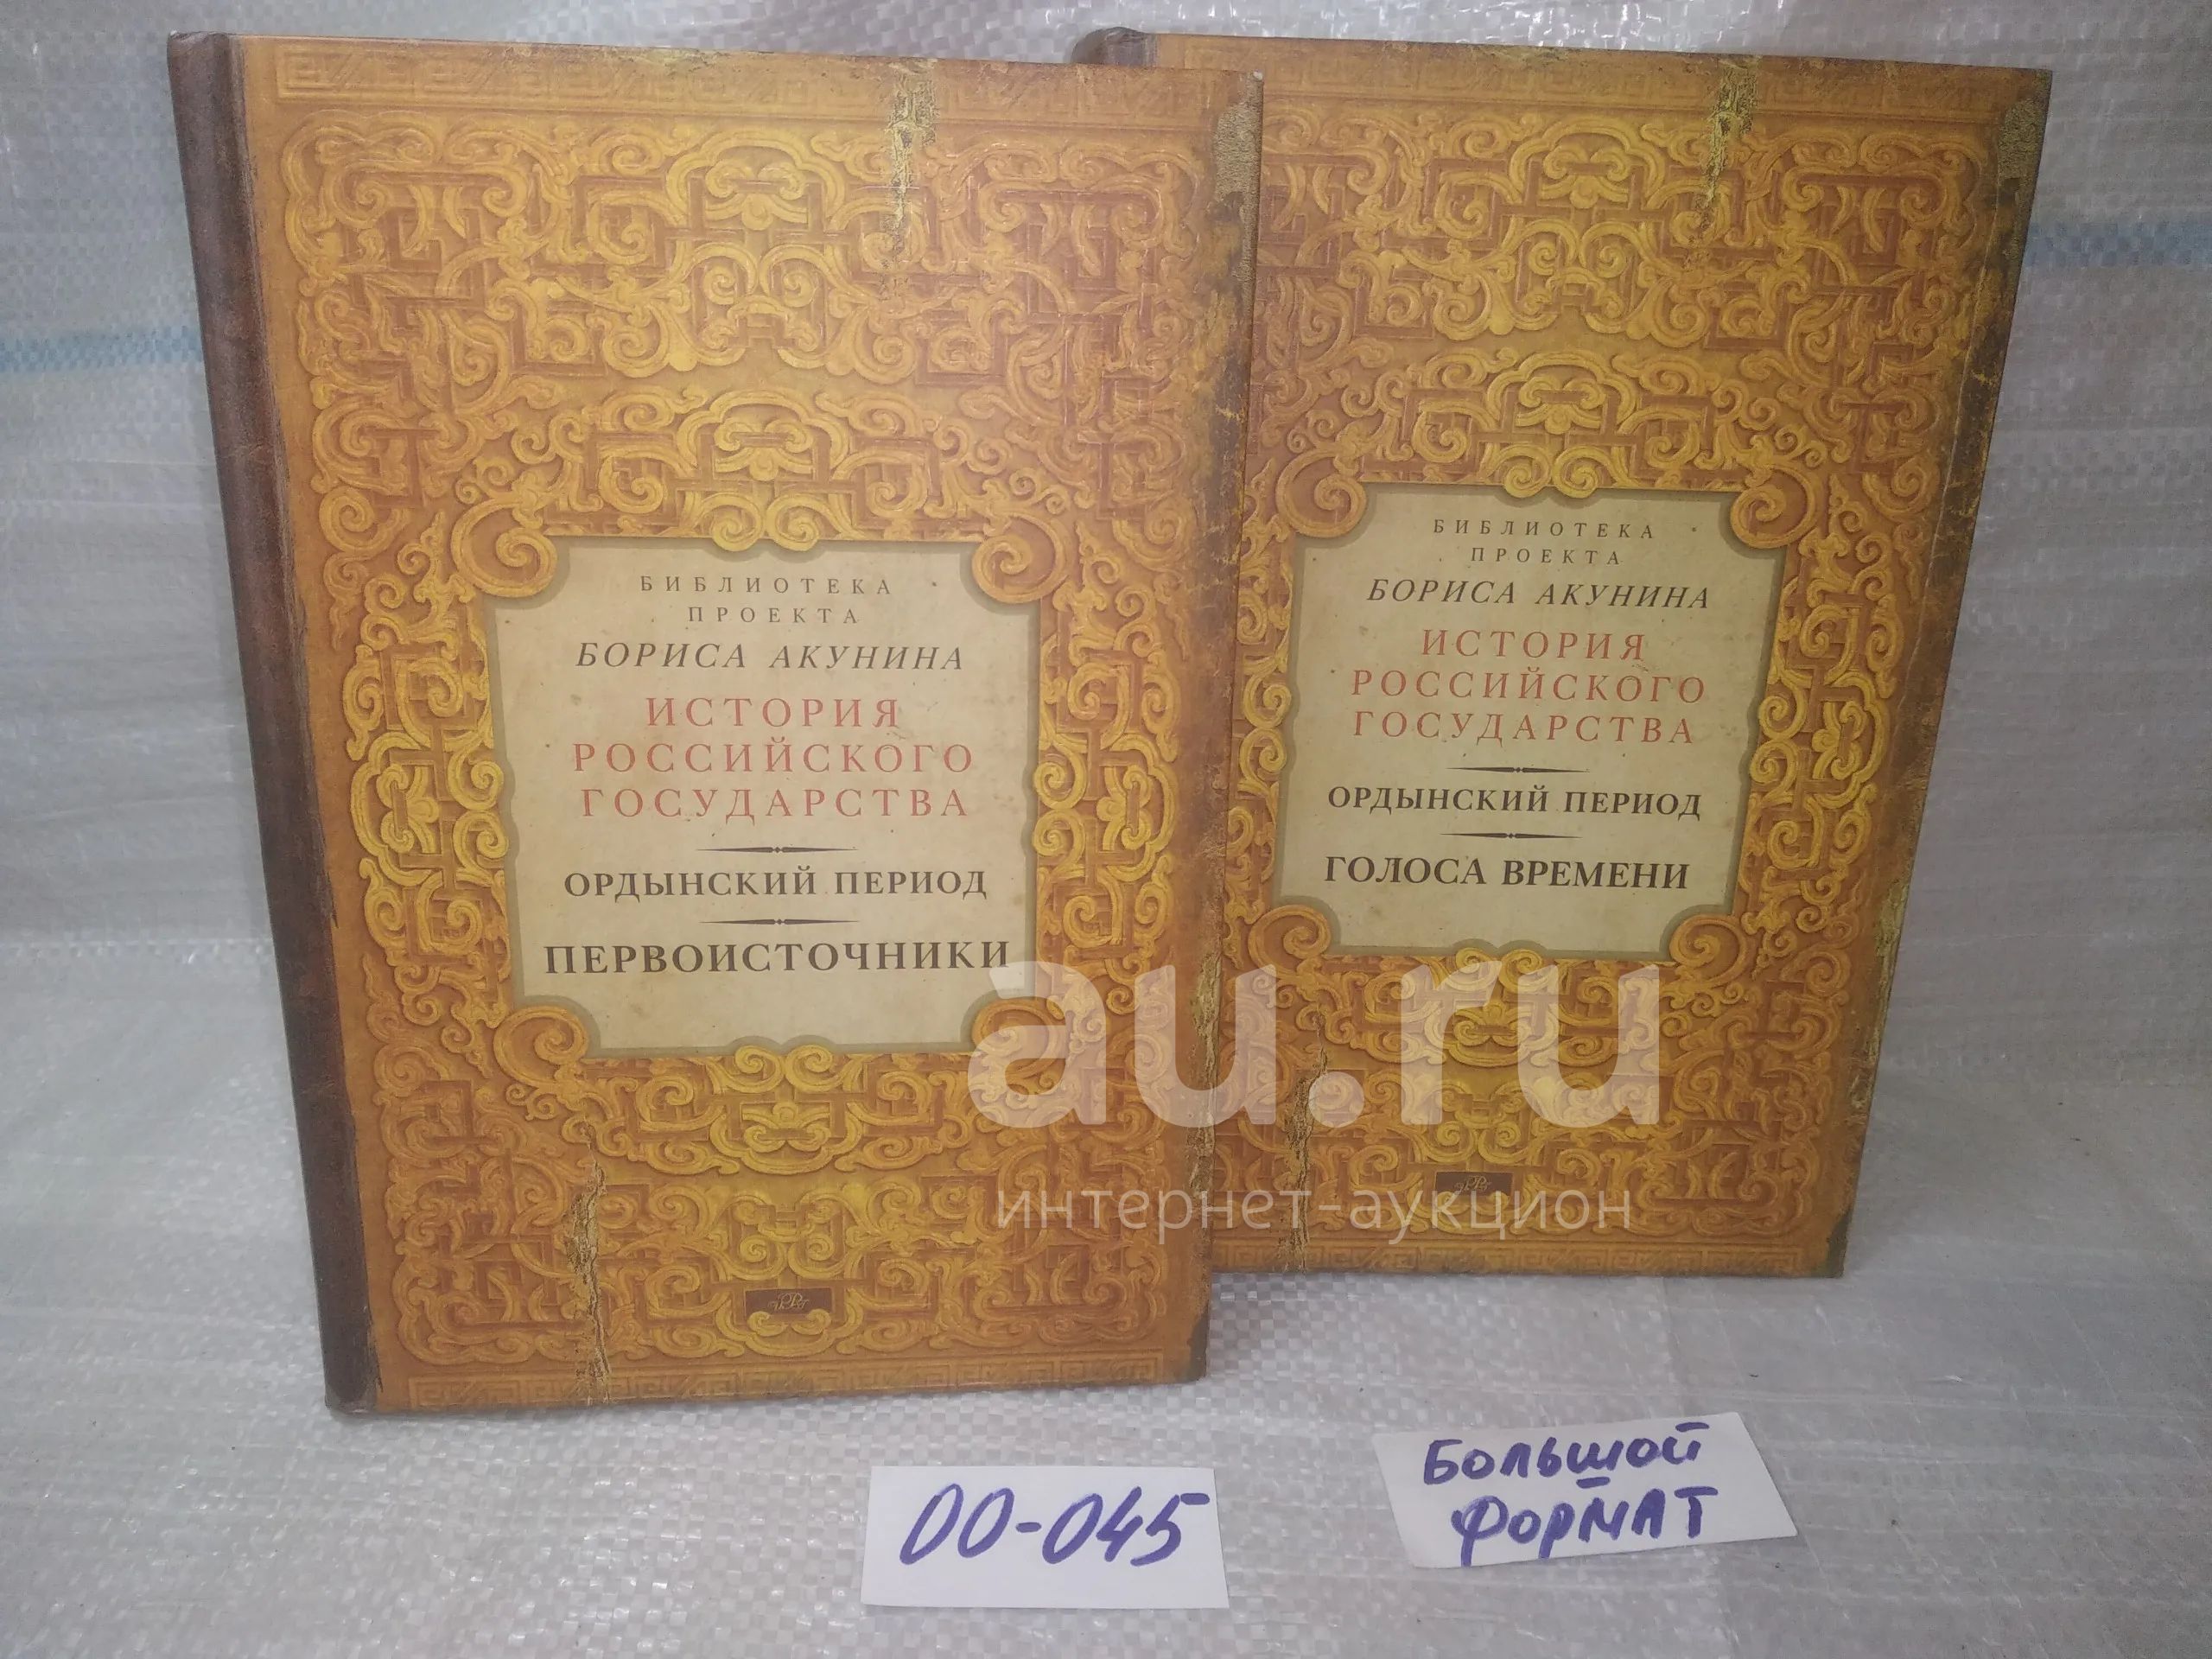 БИБЛИОТЕКА
ПРОЕКТА
БОРИСА АКУНИНА
ИСТОРИЯ
РОССИЙСКОГО
ГОСУДАРСТВА
ОРДЫНСКИЙ ПЕРИОД
ПЕРВОИСТОЧНИКИ
БИБЛИОТЕКА
ПРОЕКТА
БОРИСА АКУНИНА
ИСТОРИЯ
РОССИЙСКОГО
ГОСУДАРСТВА
ОРДЫНСКИЙ ПЕРИОД
ГОЛОСА ВРЕМЕНИ
au.ru
интернет-аукцион
00-045
БОЛЬШОЙ
ФОРМАТ